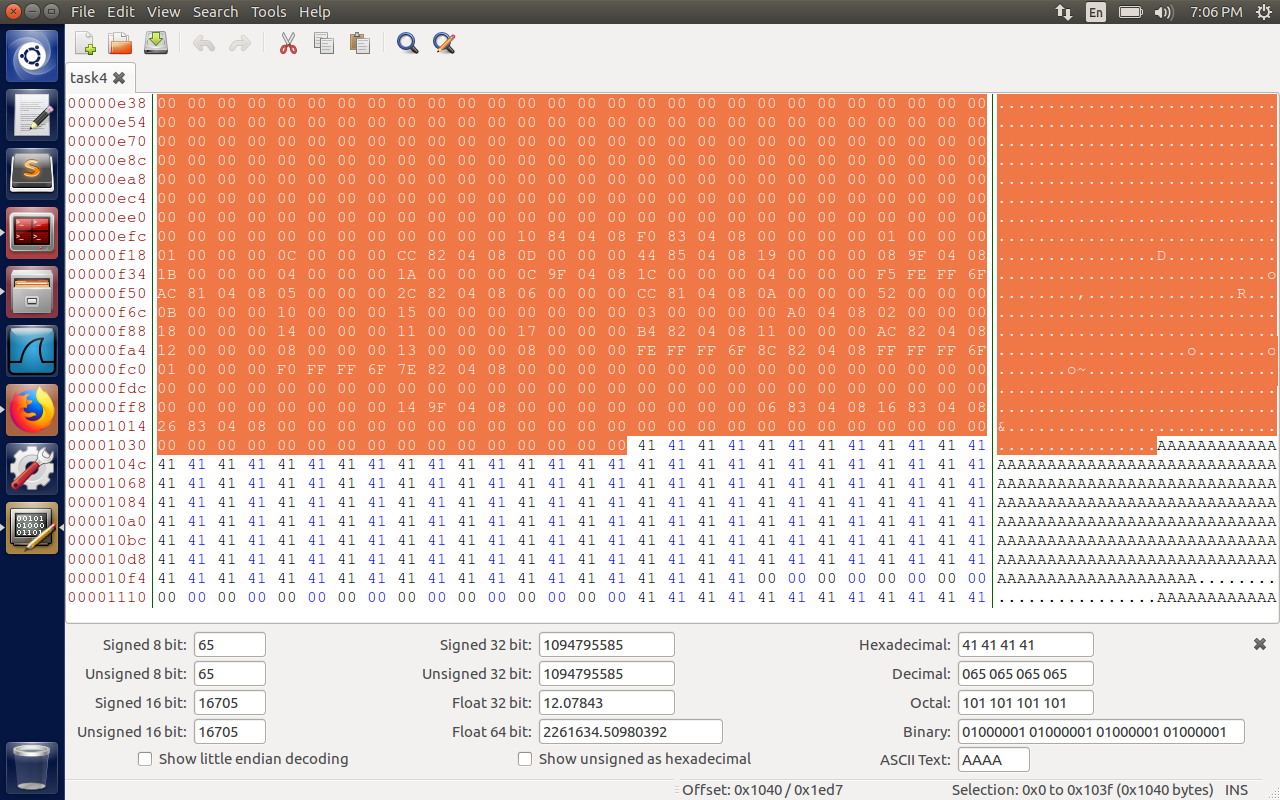 File Edit View Search Tools Help En 7:06 PM
task4
00000e38 00 00 00 00 00 00 00 00 00 00 00 00 00 00 00 00 00 00 00 00 00 00 00 00 00 00 00 00 ............................
00000e54 00 00 00 00 00 00 00 00 00 00 00 00 00 00 00 00 00 00 00 00 00 00 00 00 00 00 00 00 ............................
00000e70 00 00 00 00 00 00 00 00 00 00 00 00 00 00 00 00 00 00 00 00 00 00 00 00 00 00 00 00 ............................
00000e8c 00 00 00 00 00 00 00 00 00 00 00 00 00 00 00 00 00 00 00 00 00 00 00 00 00 00 00 00 ............................
00000ea8 00 00 00 00 00 00 00 00 00 00 00 00 00 00 00 00 00 00 00 00 00 00 00 00 00 00 00 00 ............................
00000ec4 00 00 00 00 00 00 00 00 00 00 00 00 00 00 00 00 00 00 00 00 00 00 00 00 00 00 00 00 ............................
00000ee0 00 00 00 00 00 00 00 00 00 00 00 00 00 00 00 00 00 00 00 00 00 00 00 00 00 00 00 00 ............................
00000efc 00 00 00 00 00 00 00 00 00 00 00 00 10 84 04 08 F0 83 04 08 00 00 00 00 01 00 00 00 ............................
00000f18 01 00 00 00 0C 00 00 00 CC 82 04 08 0D 00 00 00 44 85 04 08 19 00 00 00 08 9F 04 08 ................D...........
00000f34 1B 00 00 00 04 00 00 00 1A 00 00 00 0C 9F 04 08 1C 00 00 00 04 00 00 00 F5 FE FF 6F ...........................o
00000f50 AC 81 04 08 05 00 00 00 2C 82 04 08 06 00 00 00 CC 81 04 08 0A 00 00 00 52 00 00 00 ........,...............R...
00000f6c 0B 00 00 00 10 00 00 00 15 00 00 00 00 00 00 00 03 00 00 00 00 A0 04 08 02 00 00 00 ............................
00000f88 18 00 00 00 14 00 00 00 11 00 00 00 17 00 00 00 B4 82 04 08 11 00 00 00 AC 82 04 08 ............................
00000fa4 12 00 00 00 08 00 00 00 13 00 00 00 08 00 00 00 FE FF FF 6F 8C 82 04 08 FF FF FF 6F ...................o.......o
00000fc0 01 00 00 00 F0 FF FF 6F 7E 82 04 08 00 00 00 00 00 00 00 00 00 00 00 00 00 00 00 00 .......o~...................
00000fdc 00 00 00 00 00 00 00 00 00 00 00 00 00 00 00 00 00 00 00 00 00 00 00 00 00 00 00 00 ............................
00000ff8 00 00 00 00 00 00 00 00 14 9F 04 08 00 00 00 00 00 00 00 00 06 83 04 08 16 83 04 08 ............................
00001014 26 83 04 08 00 00 00 00 00 00 00 00 00 00 00 00 00 00 00 00 00 00 00 00 00 00 00 00 &...........................
00001030 00 00 00 00 00 00 00 00 00 00 00 00 00 00 00 00 41 41 41 41 41 41 41 41 41 41 41 41 ................AAAAAAAAAAAA
0000104c 41 41 41 41 41 41 41 41 41 41 41 41 41 41 41 41 41 41 41 41 41 41 41 41 41 41 41 41 AAAAAAAAAAAAAAAAAAAAAAAAAAAA
00001068 41 41 41 41 41 41 41 41 41 41 41 41 41 41 41 41 41 41 41 41 41 41 41 41 41 41 41 41 AAAAAAAAAAAAAAAAAAAAAAAAAAAA
00001084 41 41 41 41 41 41 41 41 41 41 41 41 41 41 41 41 41 41 41 41 41 41 41 41 41 41 41 41 AAAAAAAAAAAAAAAAAAAAAAAAAAAA
000010a0 41 41 41 41 41 41 41 41 41 41 41 41 41 41 41 41 41 41 41 41 41 41 41 41 41 41 41 41 AAAAAAAAAAAAAAAAAAAAAAAAAAAA
000010bc 41 41 41 41 41 41 41 41 41 41 41 41 41 41 41 41 41 41 41 41 41 41 41 41 41 41 41 41 AAAAAAAAAAAAAAAAAAAAAAAAAAAA
000010d8 41 41 41 41 41 41 41 41 41 41 41 41 41 41 41 41 41 41 41 41 41 41 41 41 41 41 41 41 AAAAAAAAAAAAAAAAAAAAAAAAAAAA
000010f4 41 41 41 41 41 41 41 41 41 41 41 41 41 41 41 41 41 41 41 41 00 00 00 00 00 00 00 00 AAAAAAAAAAAAAAAAAAAA........
00001110 00 00 00 00 00 00 00 00 00 00 00 00 00 00 00 00 41 41 41 41 41 41 41 41 41 41 41 41 ................AAAAAAAAAAAA
Signed 8 bit: 65 Signed 32 bit: 1094795585 Hexadecimal: 41 41 41 41
Unsigned 8 bit: 65 Unsigned 32 bit: 1094795585 Decimal: 065 065 065 065
Signed 16 bit: 16705 Float 32 bit: 12.07843 Octal: 101 101 101 101
Unsigned 16 bit: 16705 Float 64 bit: 2261634.50980392 Binary: 01000001 01000001 01000001 01000001
Show little endian decoding Show unsigned as hexadecimal ASCII Text: AAAA
Offset: 0x1040 / 0x1ed7 Selection: 0x0 to 0x103f (0x1040 bytes) INS